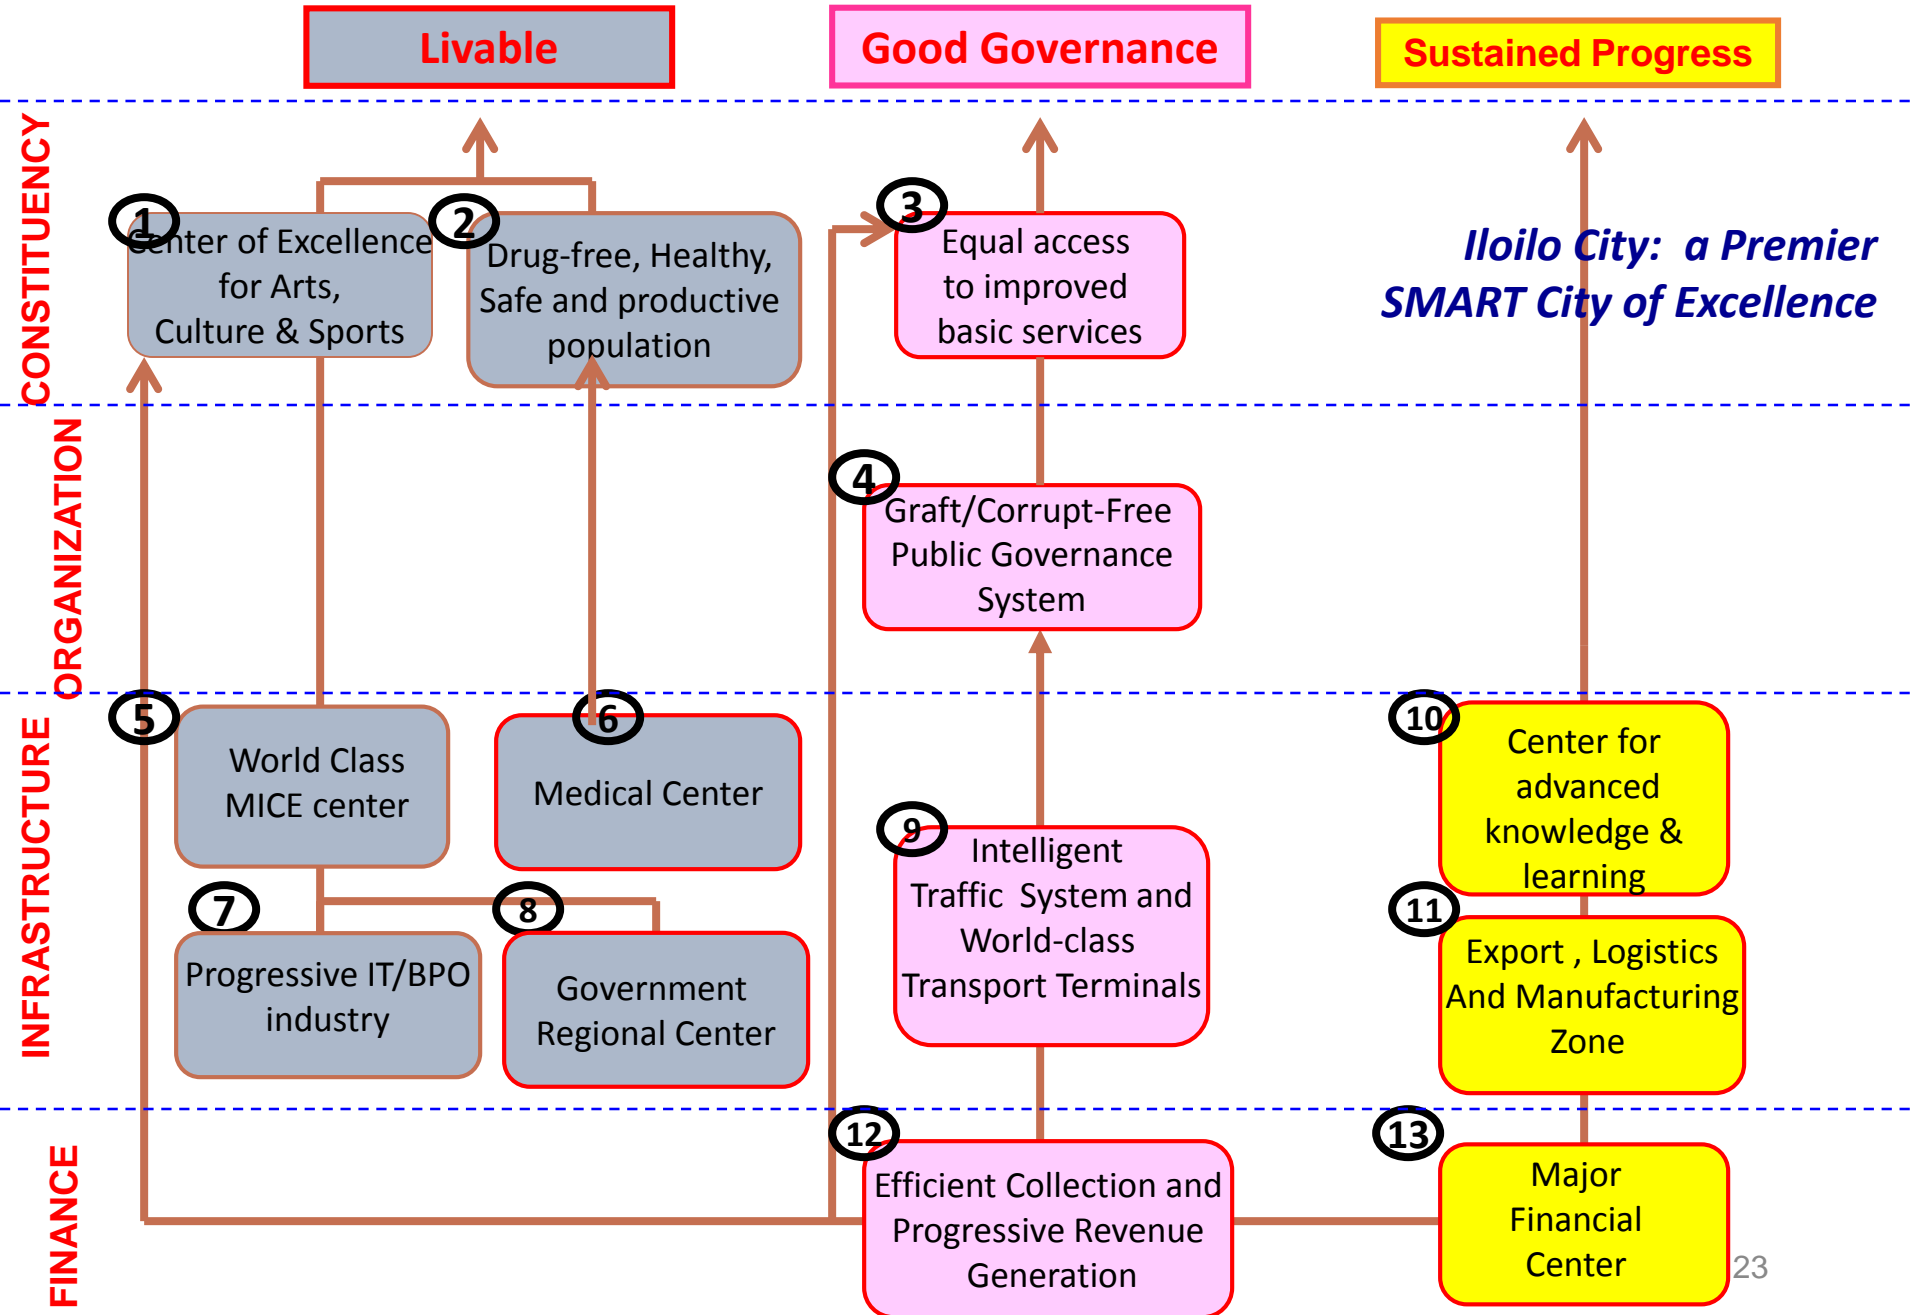 Livable
Good Governance
Sustained Progress
CONSTITUENCY
1
Center of Excellence
for Arts,
Culture & Sports
2
Drug-free, Healthy,
Safe and productive
population
3
Equal access
to improved
basic services
Iloilo City: a Premier
SMART City of Excellence
ORGANIZATION
4
Graft/Corrupt-Free
Public Governance
System
INFRASTRUCTURE
5
World Class
MICE center
6
Medical Center
7
Progressive IT/BPO
industry
8
Government
Regional Center
9
Intelligent
Traffic System and
World-class
Transport Terminals
10
Center for
advanced
knowledge &
learning
11
Export , Logistics
And Manufacturing
Zone
FINANCE
12
Efficient Collection and
Progressive Revenue
Generation
13
Major
Financial
Center
23